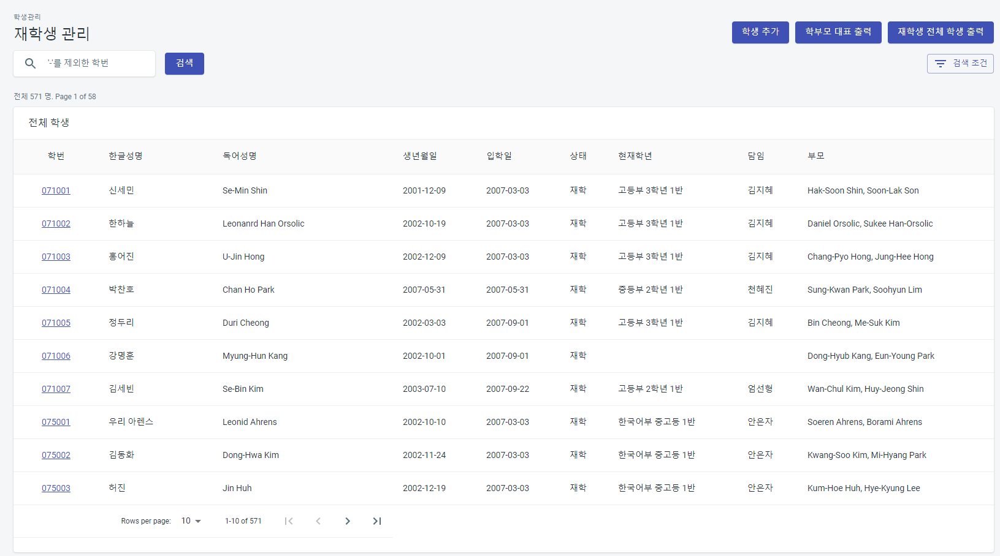 학생관리
재학생 관리
학생 추가 학부모 대표 출력 재학생 전체 학생 출력
'-'를 제외한 학번 검색 검색 조건
전체 571 명. Page 1 of 58
전체 학생
학번 한글성명 독어성명 생년월일 입학일 상태 현재학년 담임 부모
071001 신세민 Se-Min Shin 2001-12-09 2007-03-03 재학 고등부 3학년 1반 김지혜 Hak-Soon Shin, Soon-Lak Son
071002 한하늘 Leonanrd Han Orsolic 2002-10-19 2007-03-03 재학 고등부 3학년 1반 김지혜 Daniel Orsolic, Sukee Han-Orsolic
071003 홍어진 U-Jin Hong 2002-12-09 2007-03-03 재학 고등부 3학년 1반 김지혜 Chang-Pyo Hong, Jung-Hee Hong
071004 박찬호 Chan Ho Park 2007-05-31 2007-05-31 재학 중등부 2학년 1반 천혜진 Sung-Kwan Park, Soohyun Lim
071005 정두리 Duri Cheong 2002-03-03 2007-09-01 재학 고등부 3학년 1반 김지혜 Bin Cheong, Me-Suk Kim
071006 강명훈 Myung-Hun Kang 2002-10-01 2007-09-01 재학 Dong-Hyub Kang, Eun-Young Park
071007 김세빈 Se-Bin Kim 2003-07-10 2007-09-22 재학 고등부 2학년 1반 엄선형 Wan-Chul Kim, Huy-Jeong Shin
075001 우리 아렌스 Leonid Ahrens 2002-10-10 2007-03-03 재학 한국어부 중고등 1반 안은자 Soeren Ahrens, Borami Ahrens
075002 김동화 Dong-Hwa Kim 2002-11-24 2007-03-03 재학 한국어부 중고등 1반 안은자 Kwang-Soo Kim, Mi-Hyang Park
075003 허진 Jin Huh 2002-12-19 2007-03-03 재학 한국어부 중고등 1반 안은자 Kum-Hoe Huh, Hye-Kyung Lee
Rows per page: 10 1-10 of 571